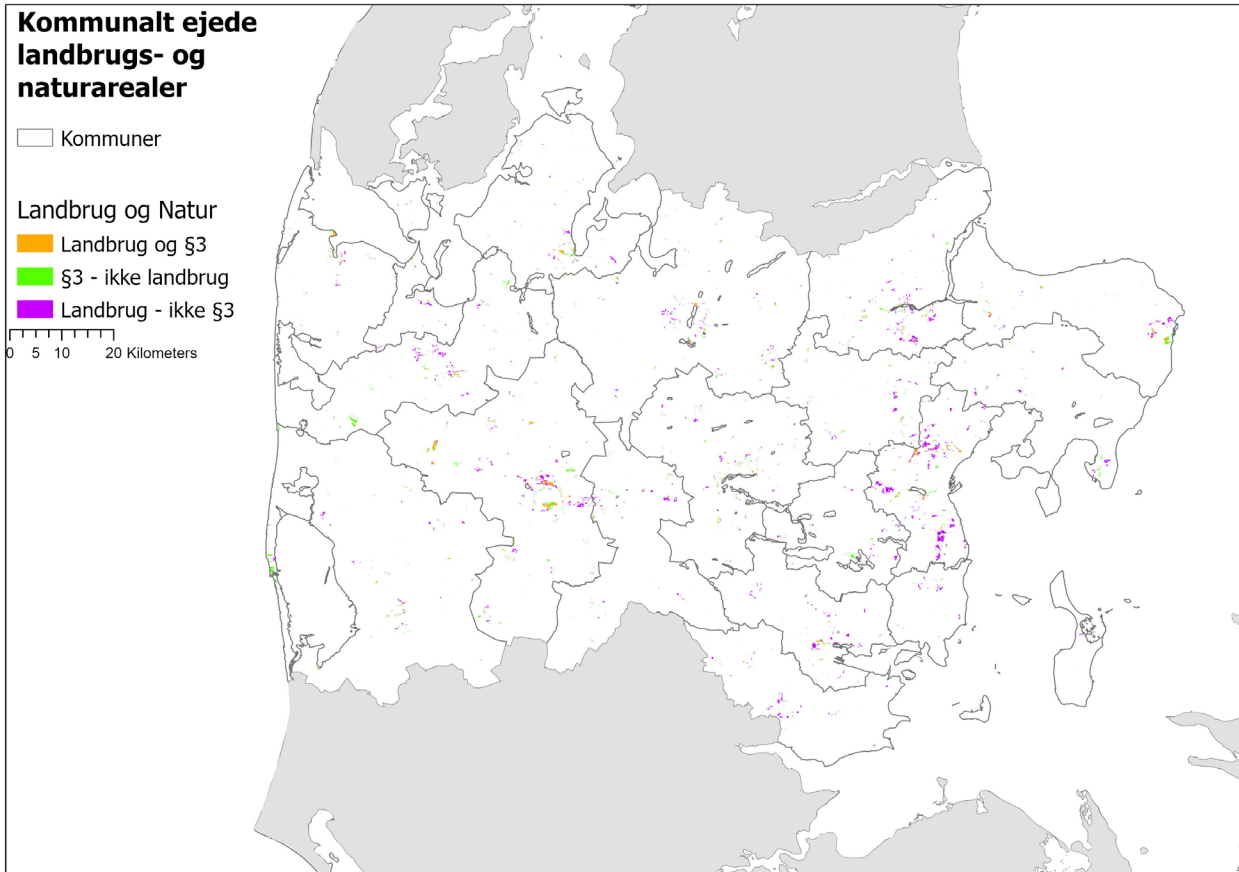 Kommunalt ejede
landbrugs- og
naturarealer
Kommuner
Landbrug og Natur
Landbrug og §3
§3 - ikke landbrug
Landbrug - ikke §3
0 5 10 20 Kilometers